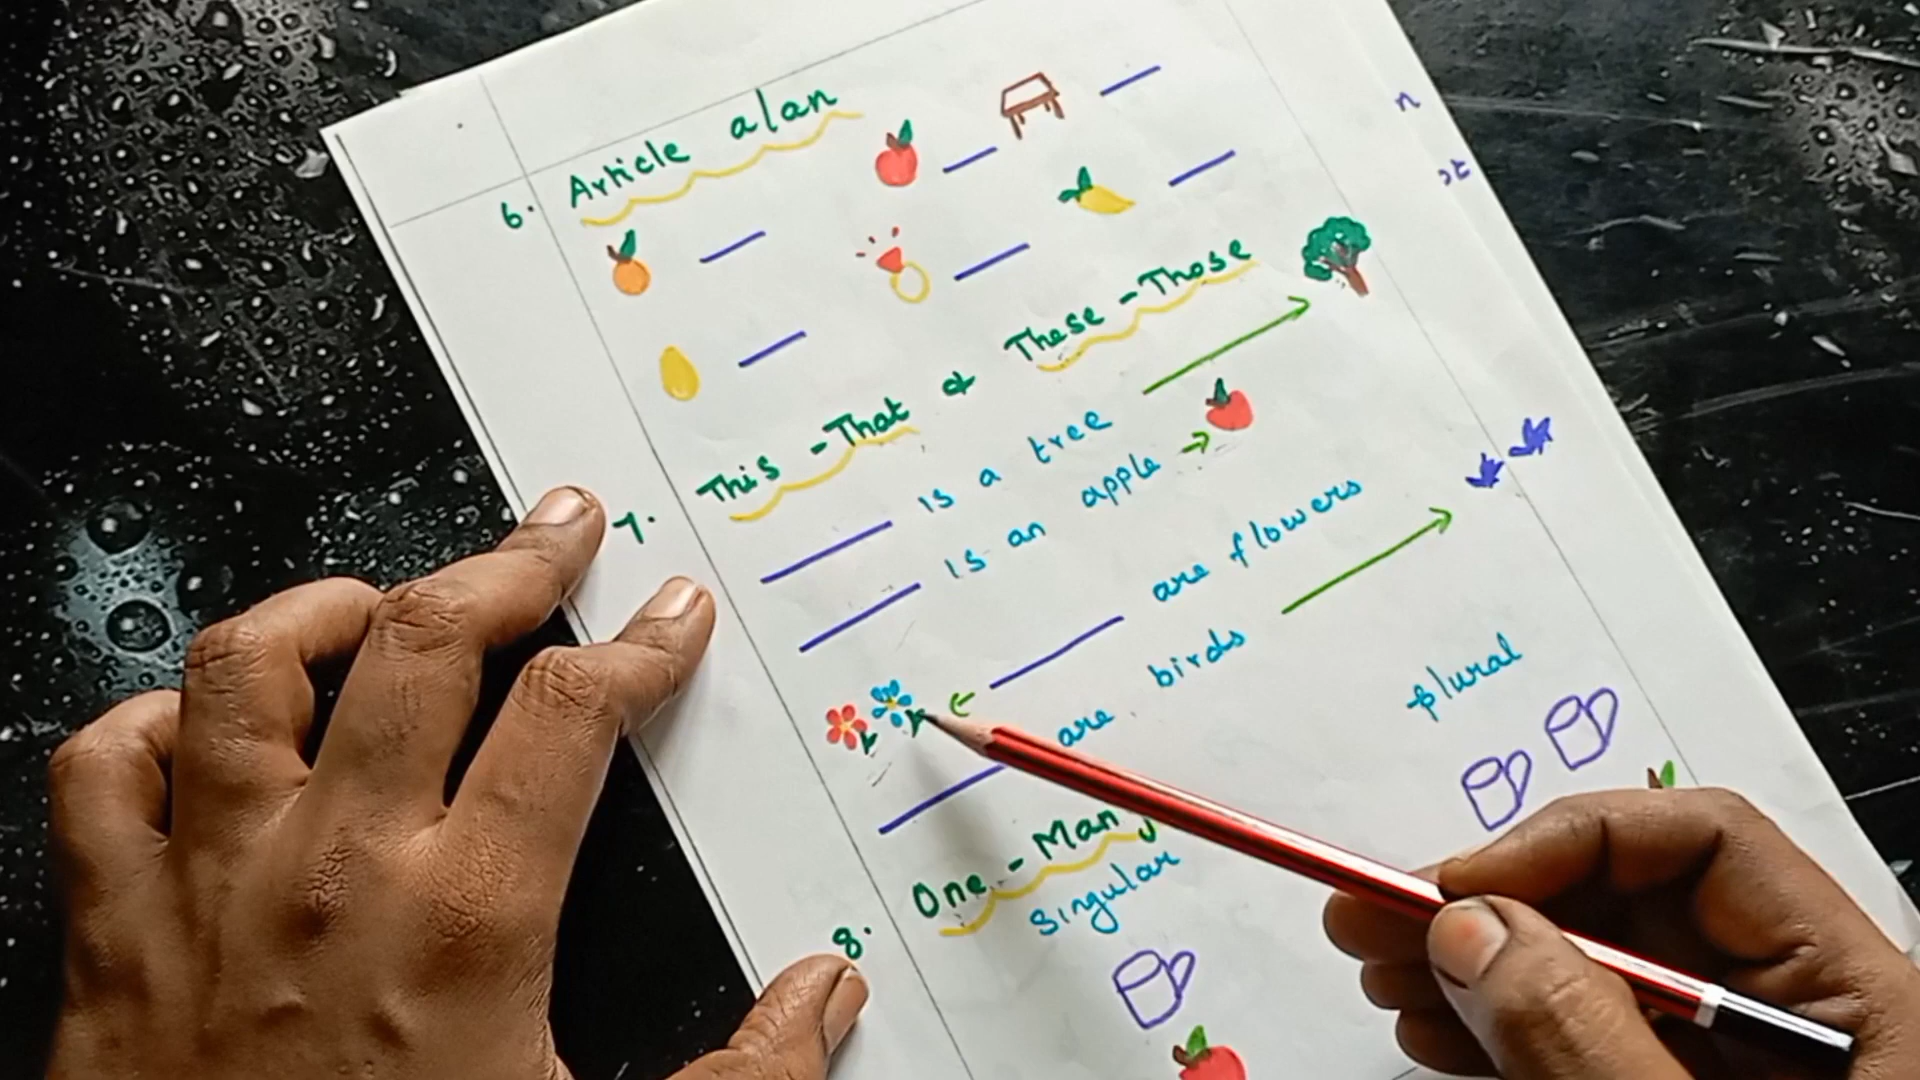 6. Article a/an
7. This - That & These - Those
is a tree
is an apple
are flowers
are birds
8. One - Many
Singular
plural